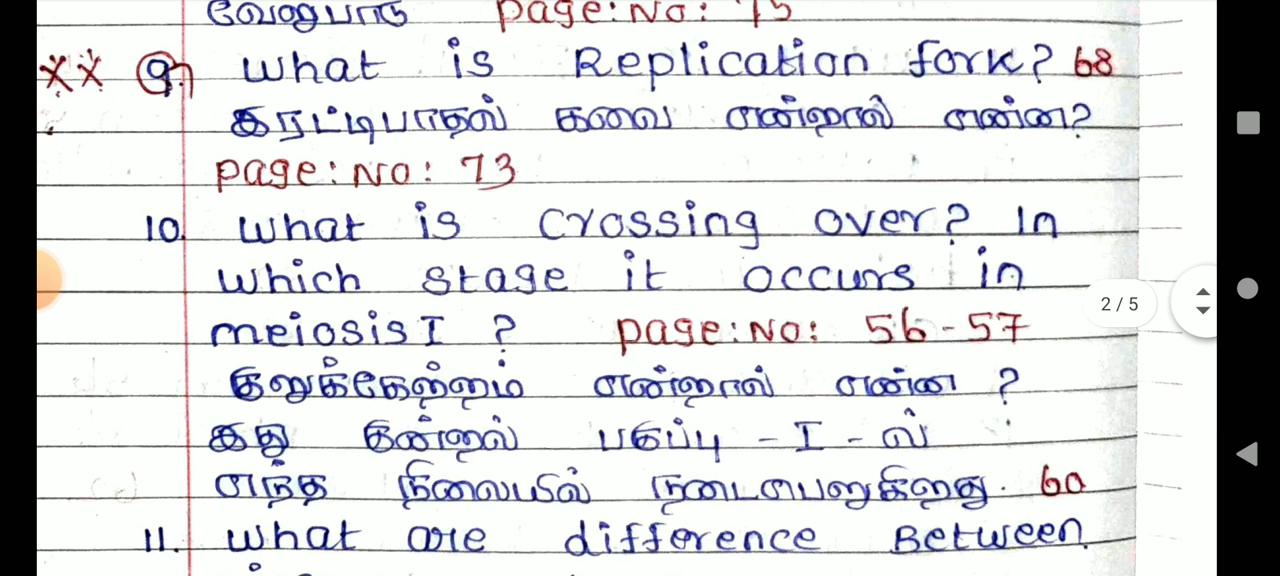 வேறுபாடு page: No: 75
** 9 What is Replication fork? 68
இரட்டிபாதல் கவை என்றால் என்ன?
page: No: 73
10. What is crossing over? In
which stage it occurs in
meiosis I ? page: No: 56-57
குறுக்கேற்றம் என்றால் என்ன ?
இது குன்றல் பகுப்பு - I - ல்
எந்த நிலையில் நடைபெறுகிறது. 60
11. What are difference Between
2 / 5